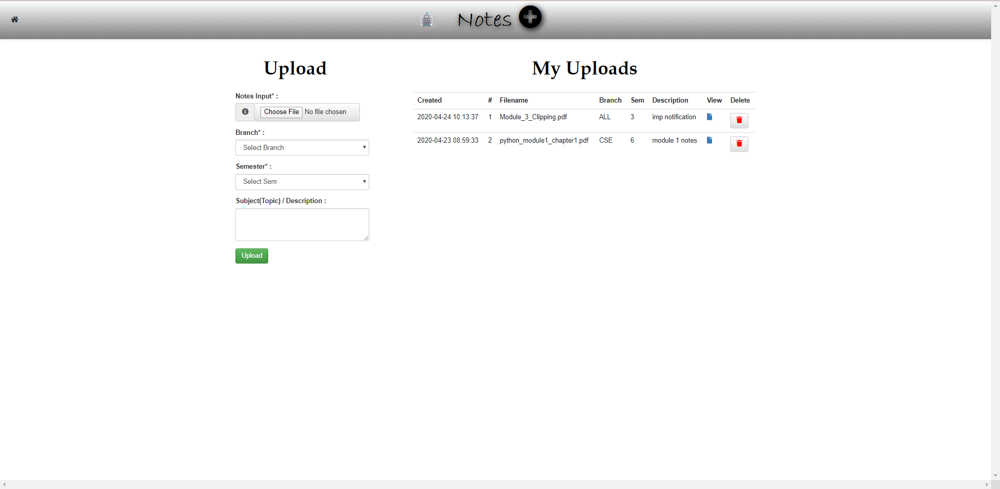 Notes
Upload
Notes Input* :
Choose File No file chosen
Branch* :
Select Branch
Semester* :
Select Sem
Subject(Topic) / Description :
Upload
My Uploads
Created # Filename Branch Sem Description View Delete
2020-04-24 10:13:37 1 Module_3_Clipping.pdf ALL 3 imp notification
2020-04-23 08:59:33 2 python_module1_chapter1.pdf CSE 6 module 1 notes